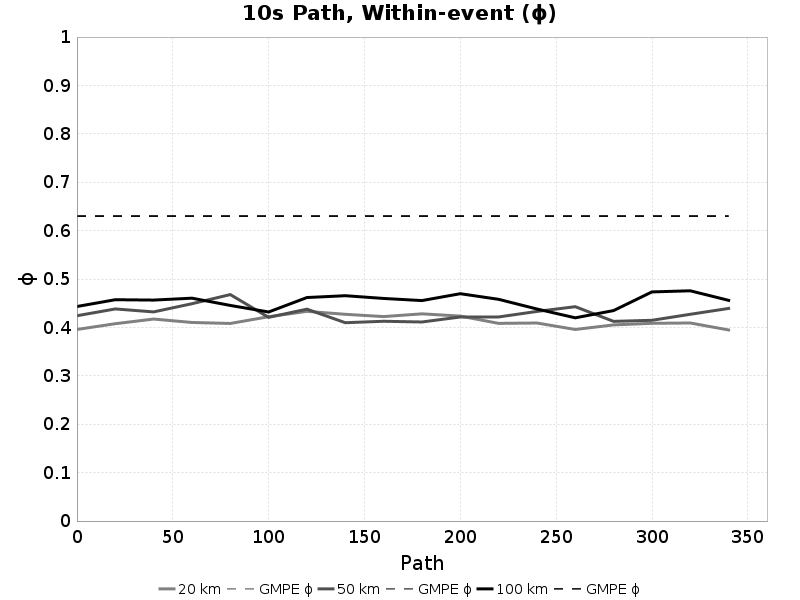 10s Path, Within-event (ϕ)
1
0.9
0.8
0.7
0.6
0.5
0.4
0.3
0.2
0.1
0
ϕ
0 50 100 150 200 250 300 350
Path
20 km GMPE ϕ 50 km GMPE ϕ 100 km GMPE ϕ